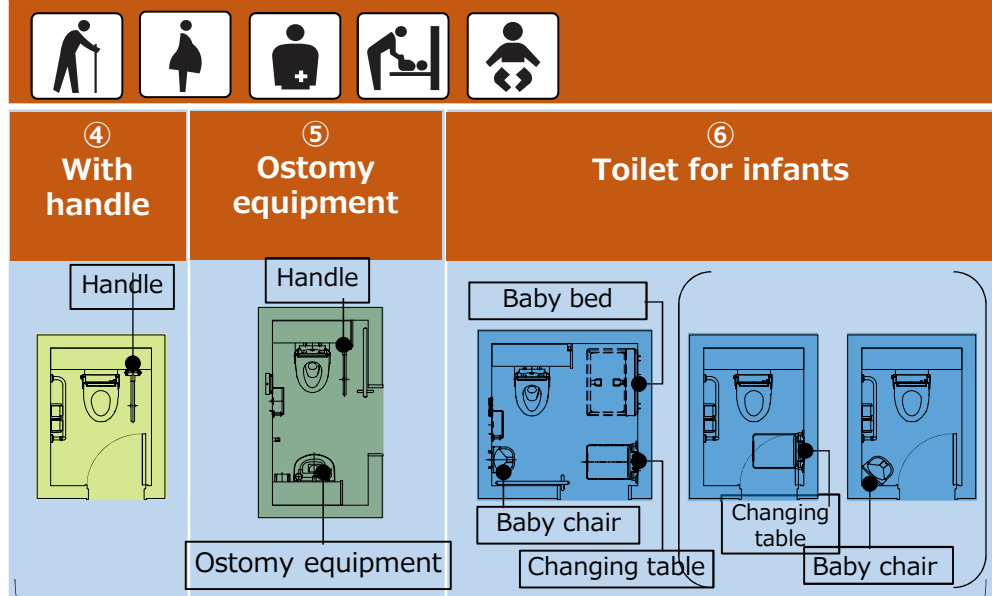 ④
With
handle
⑤
Ostomy
equipment
⑥
Toilet for infants
Handle
Handle
Baby bed
Baby chair
Changing
table
Ostomy equipment
Changing table
Baby chair